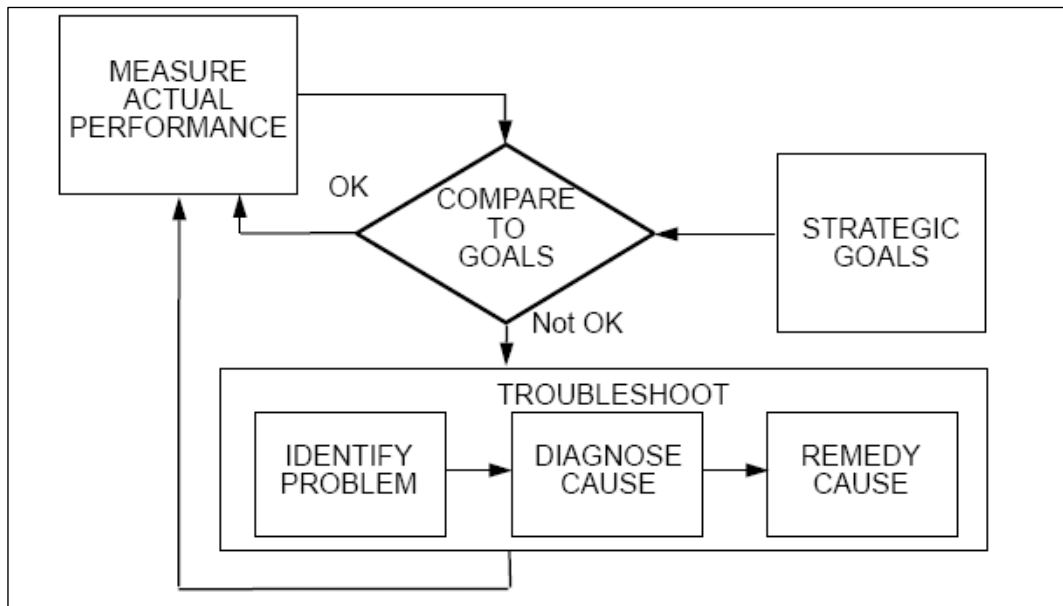 MEASURE
ACTUAL
PERFORMANCE
OK
COMPARE
TO
GOALS
STRATEGIC
GOALS
Not OK
TROUBLESHOOT
IDENTIFY
PROBLEM
DIAGNOSE
CAUSE
REMEDY
CAUSE